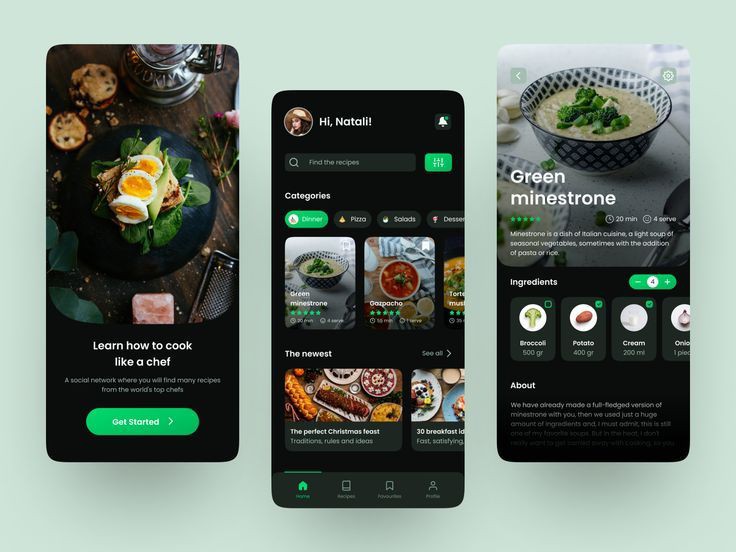 PUMPKIN
Learn how to cook
like a chef
A social network where you will find many recipes
from the world's top chefs
Get Started
Hi, Natali!
Find the recipes
Categories
Dinner
Pizza
Salads
Desser
Green
minestrone
20 min
4 serve
Gazpacho
55 min
1 serve
Torte
mus
35
The newest
See all
The perfect Christmas feast
Traditions, rules and ideas
30 breakfast id
Fast, satisfying,
Home
Recipes
Favourites
Profile
Green
minestrone
20 min
4 serve
Minestrone is a dish of Italian cuisine, a light soup of
seasonal vegetables, sometimes with the addition
of pasta or rice.
Ingredients
− 4 +
Broccoli
500 gr
Potato
400 gr
Cream
200 ml
Onio
1 piec
About
We have already made a full-fledged version of
minestrone with you, then we used just a huge
amount of ingredients and, I must admit, this is still
one of my favorite soups. But in the heat, I don't
really want to get carried away with cooking, so you